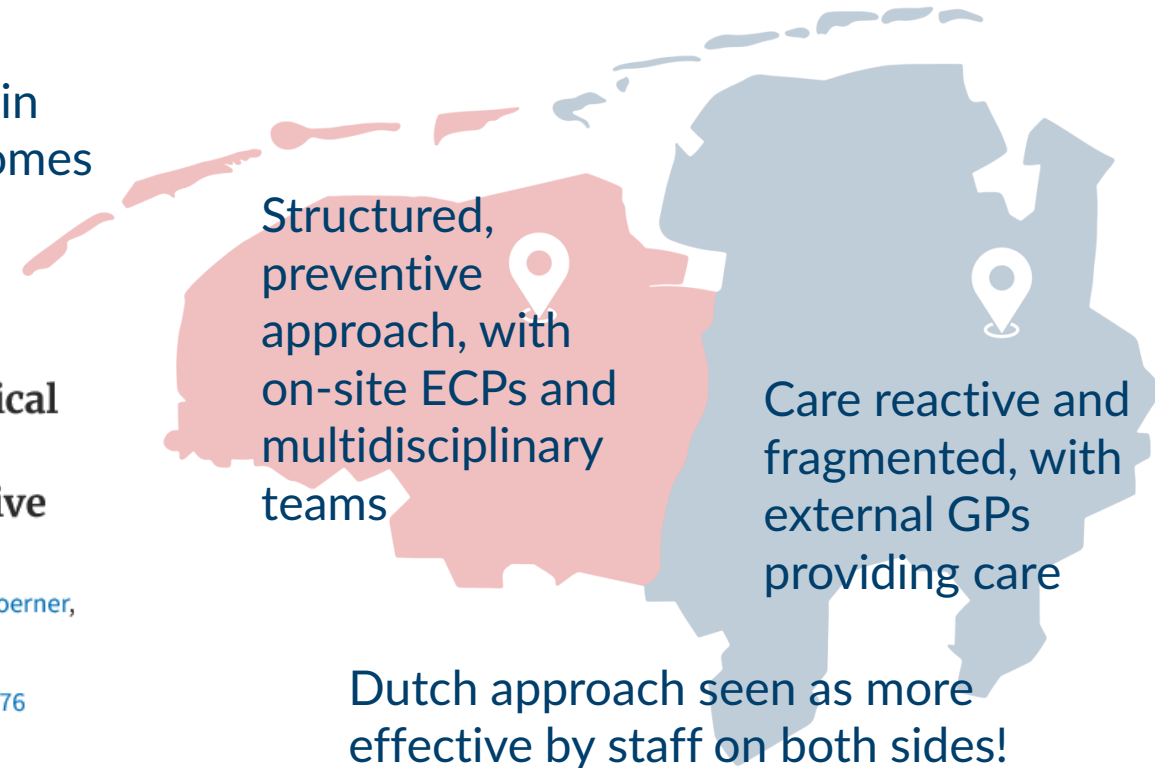 in
omes
Structured,
preventive
approach, with
on-site ECPs and
multidisciplinary
teams
ical
ive
oerner,
76
Care reactive and
fragmented, with
external GPs
providing care
Dutch approach seen as more
effective by staff on both sides!